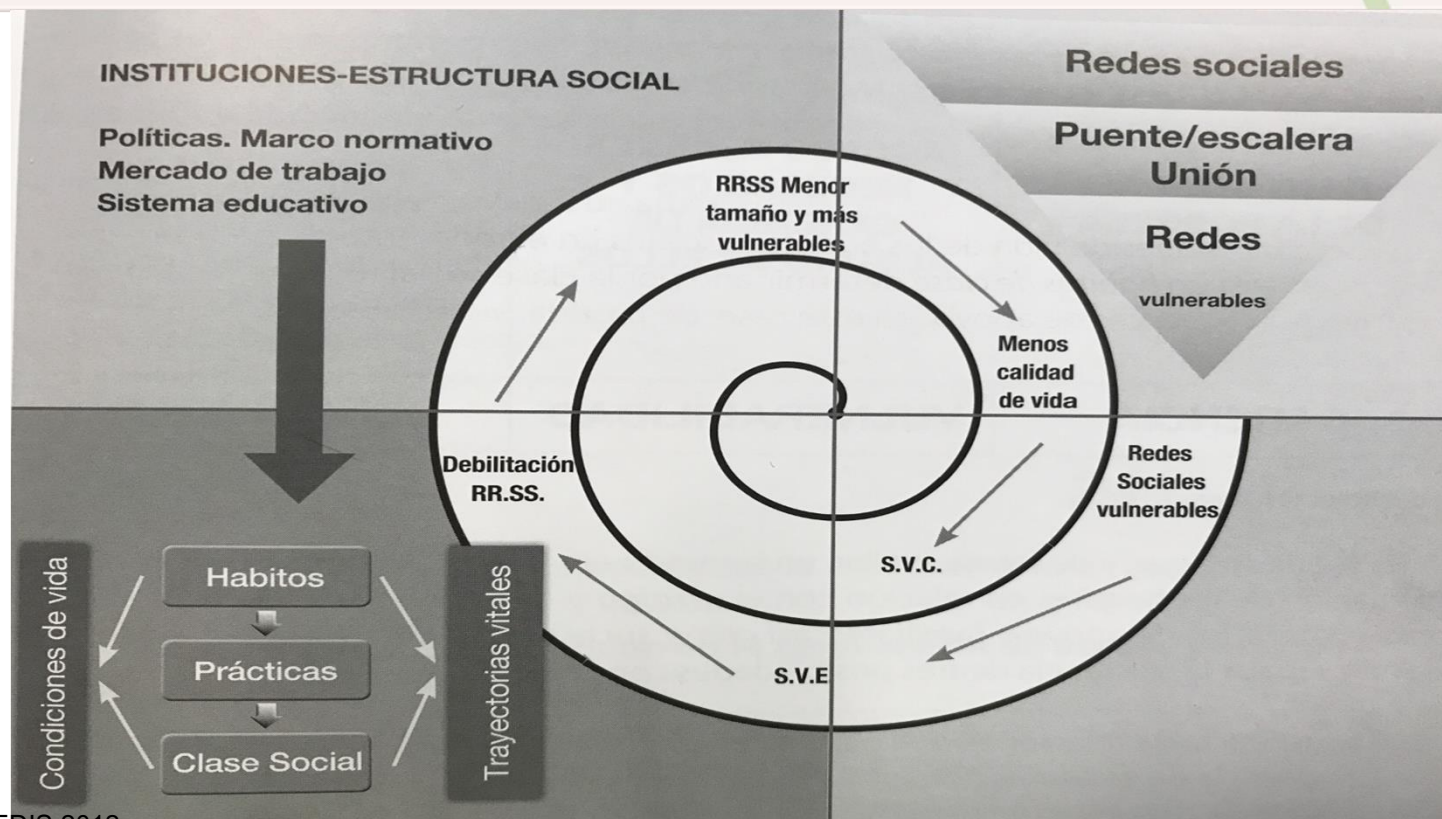 INSTITUCIONES-ESTRUCTURA SOCIAL
Políticas. Marco normativo
Mercado de trabajo
Sistema educativo
Redes sociales
Puente/escalera
Unión
Redes
vulnerables
RRSS Menor
tamaño y más
vulnerables
Menos
calidad
de vida
Redes
Sociales
vulnerables
S.V.C.
S.V.E
Debilitación
RR.SS.
Condiciones de vida
Habitos
Prácticas
Clase Social
Trayectorias vitales